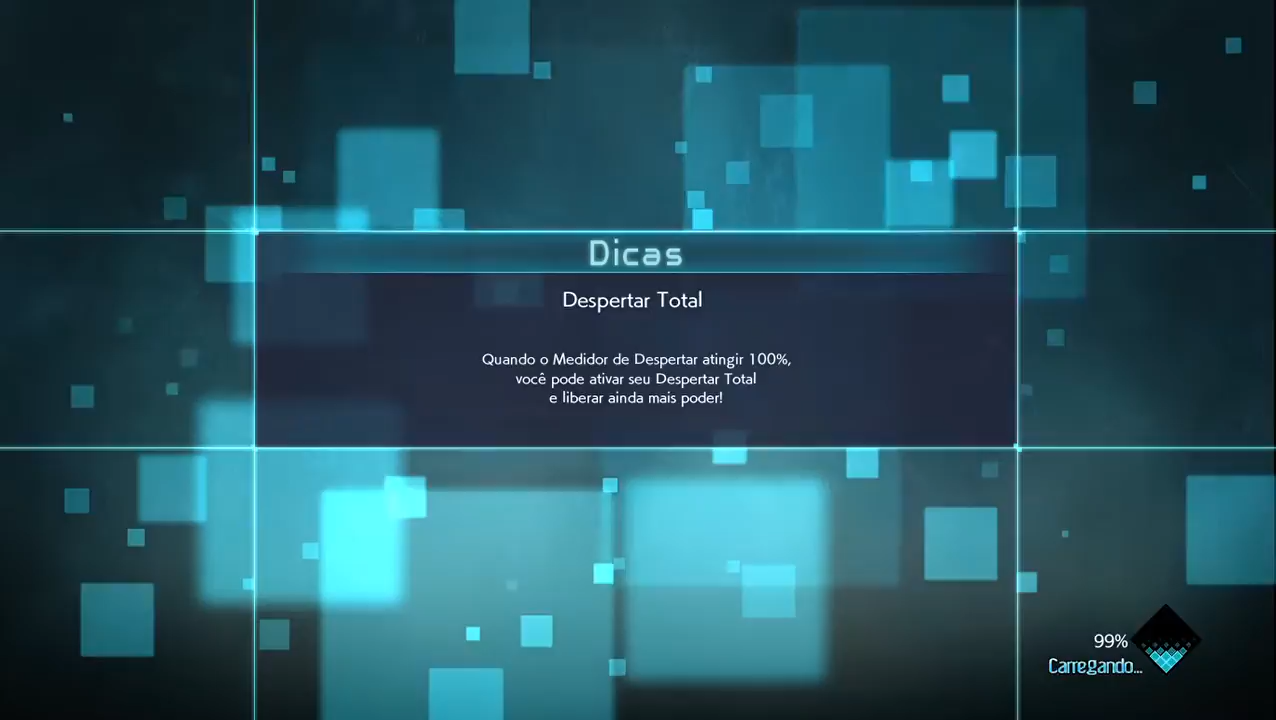 Dicas
Despertar Total
Quando o Medidor de Despertar atingir 100%,
você pode ativar seu Despertar Total
e liberar ainda mais poder!
99%
Carregando...